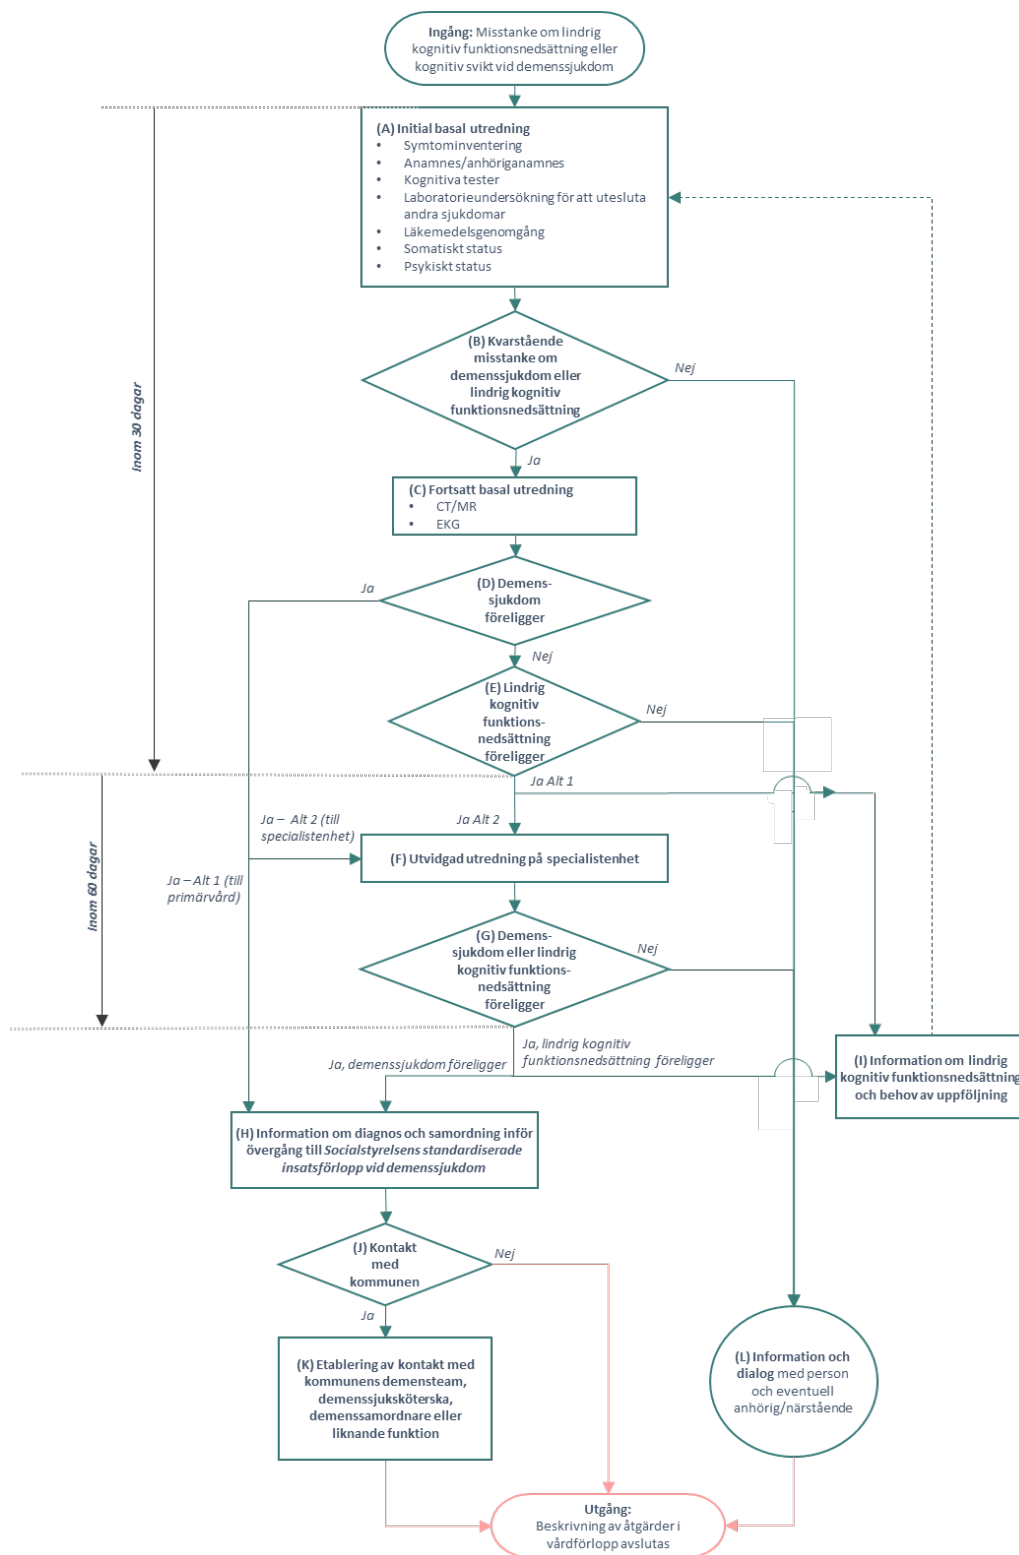 Ingång: Misstanke om lindrig
kognitiv funktionsnedsättning eller
kognitiv svikt vid demenssjukdom
(A) Initial basal utredning
• Symtominventering
• Anamnes/anhöriganamnes
• Kognitiva tester
• Laboratorieundersökning för att utesluta
andra sjukdomar
• Läkemedelsgenomgång
• Somatiskt status
• Psykiskt status
Inom 30 dagar
(B) Kvarstående
misstanke om
demenssjukdom eller
lindrig kognitiv
funktionsnedsättning
Nej
Ja
(C) Fortsatt basal utredning
• CT/MR
• EKG
(D) Demens-
sjukdom
föreligger
Ja
Nej
(E) Lindrig
kognitiv
funktions-
nedsättning
föreligger
Nej
Ja Alt 1
Ja Alt 2
Ja – Alt 2 (till
specialistenhet)
Ja – Alt 1 (till
primärvård)
Inom 60 dagar
(F) Utvidgad utredning på specialistenhet
(G) Demens-
sjukdom eller lindrig
kognitiv funktions-
nedsättning
föreligger
Nej
Ja, lindrig kognitiv
funktionsnedsättning föreligger
Ja, demenssjukdom föreligger
(I) Information om lindrig
kognitiv funktionsnedsättning
och behov av uppföljning
(H) Information om diagnos och samordning inför
övergång till Socialstyrelsens standardiserade
insatsförlopp vid demenssjukdom
(J) Kontakt
med
kommunen
Nej
Ja
(K) Etablering av kontakt med
kommunens demensteam,
demenssjuksköterska,
demenssamordnare eller
liknande funktion
(L) Information och
dialog med person
och eventuell
anhörig/närstående
Utgång:
Beskrivning av åtgärder i
vårdförlopp avslutas